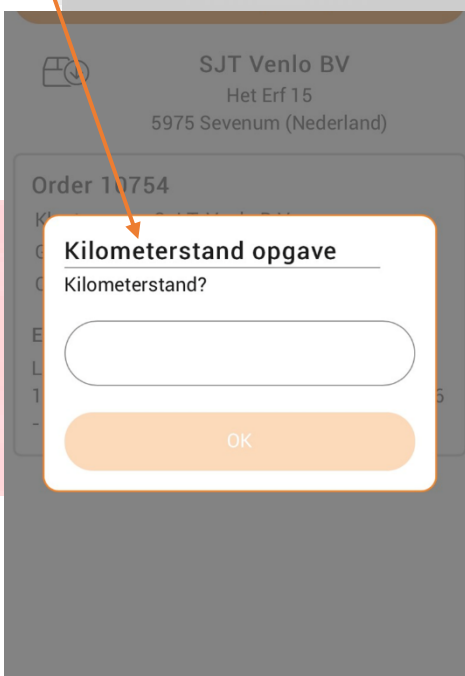 SJT Venlo BV
Het Erf 15
5975 Sevenum (Nederland)
Order 10754
Kilometerstand opgave
Kilometerstand?
OK